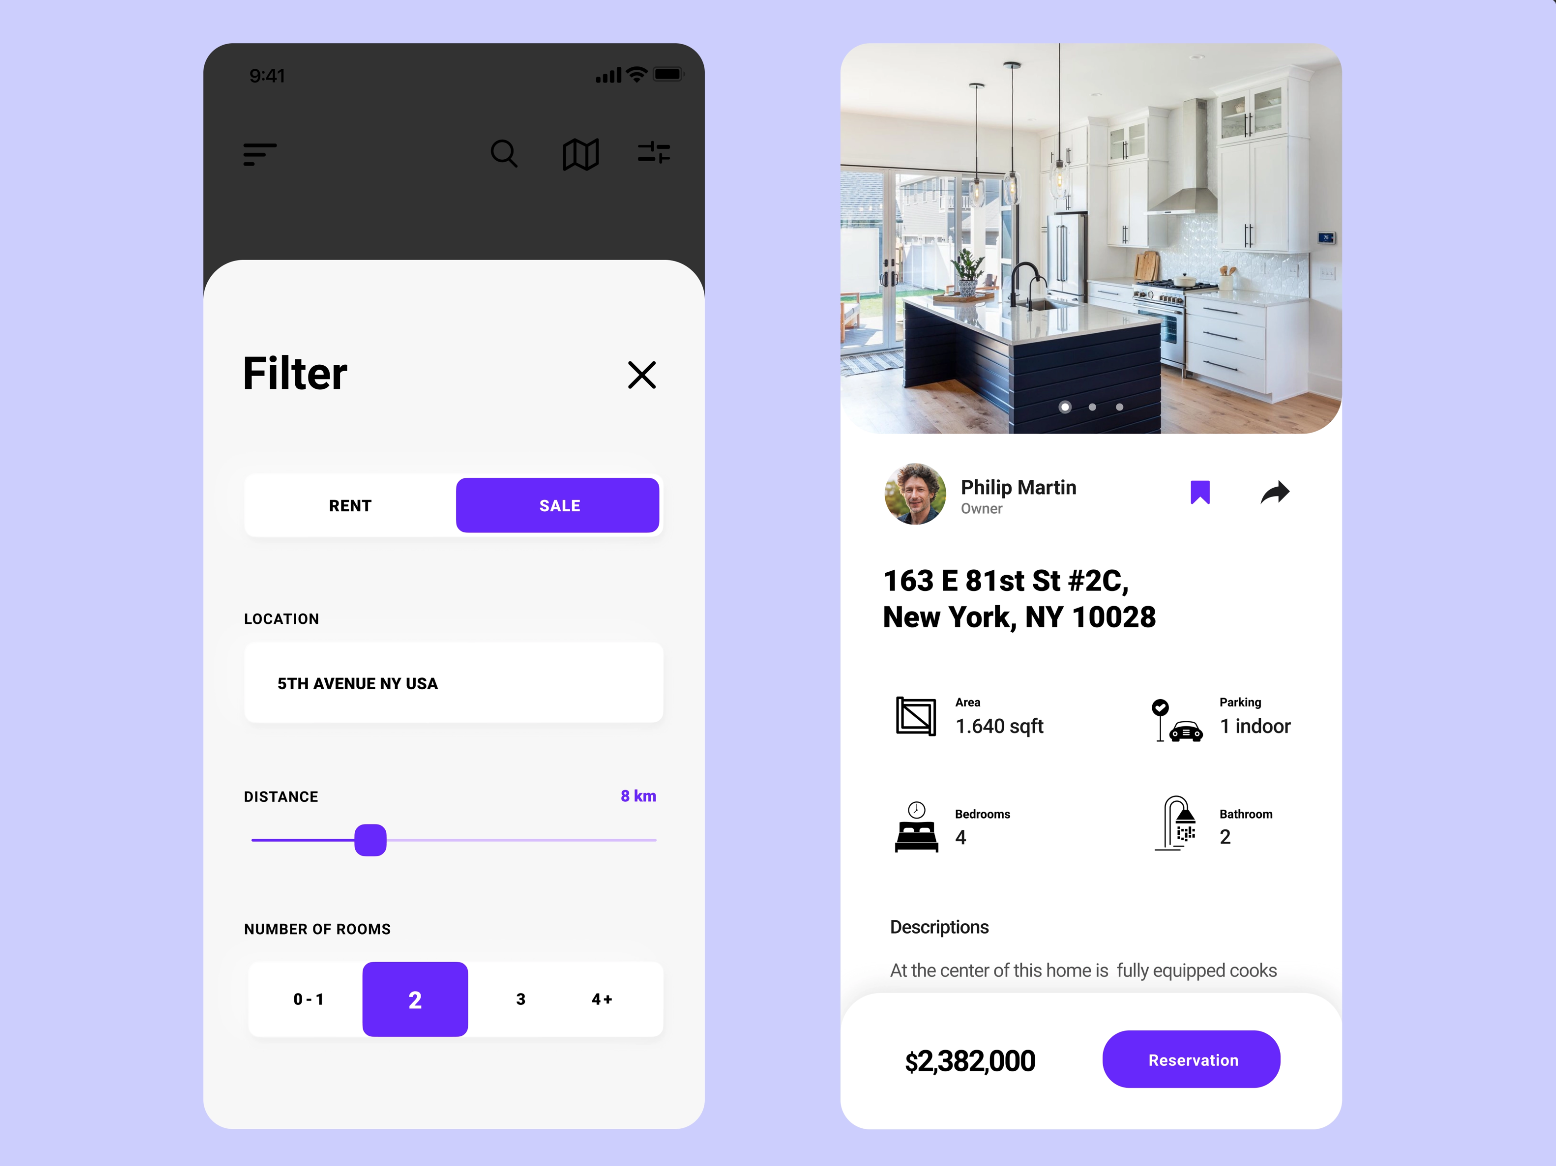 9:41
Filter
RENT
SALE
LOCATION
5TH AVENUE NY USA
DISTANCE
8 km
NUMBER OF ROOMS
0 - 1
2
3
4+
Philip Martin
Owner
163 E 81st St #2C,
New York, NY 10028
Area
1.640 sqft
Parking
1 indoor
Bedrooms
4
Bathroom
2
Descriptions
At the center of this home is  fully equipped cooks
$2,382,000
Reservation